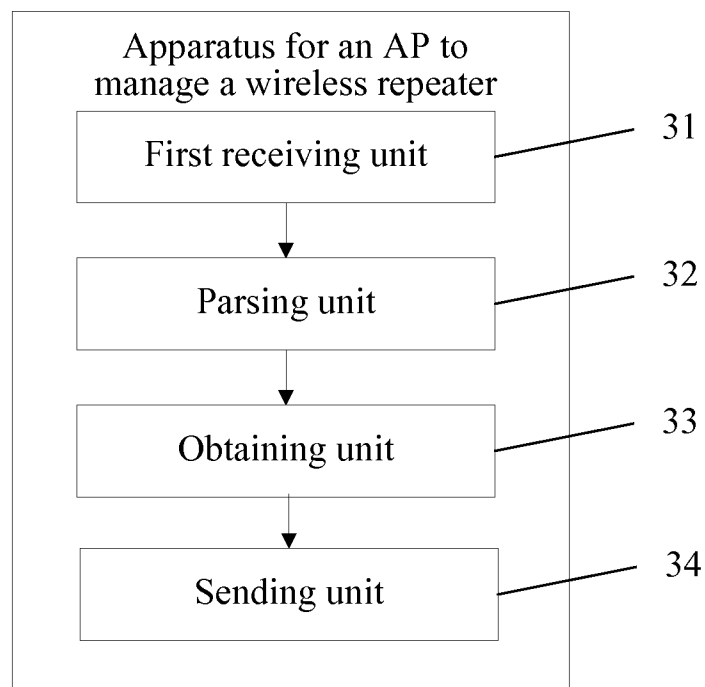 Apparatus for an AP to
manage a wireless repeater
First receiving unit
31
Parsing unit
32
Obtaining unit
33
Sending unit
34